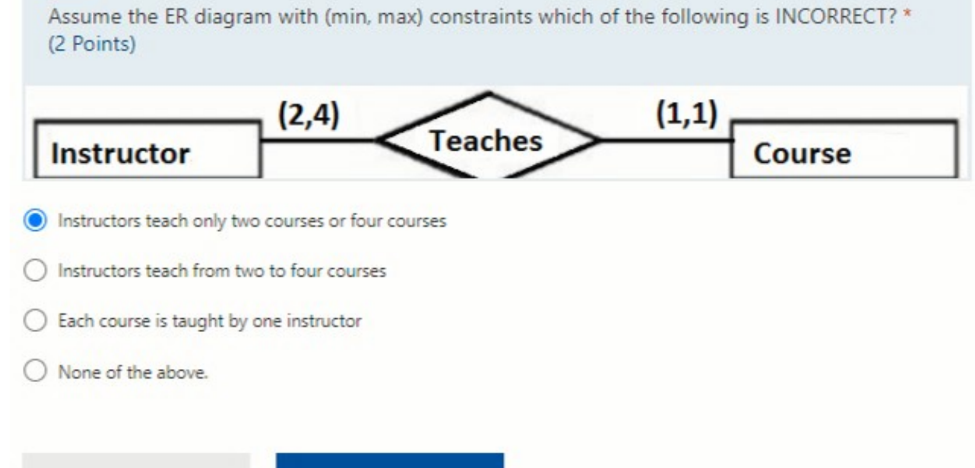 Assume the ER diagram with (min, max) constraints which of the following is INCORRECT? *
(2 Points)
(2,4)
(1,1)
Instructor
Teaches
Course
Instructors teach only two courses or four courses
Instructors teach from two to four courses
Each course is taught by one instructor
None of the above.